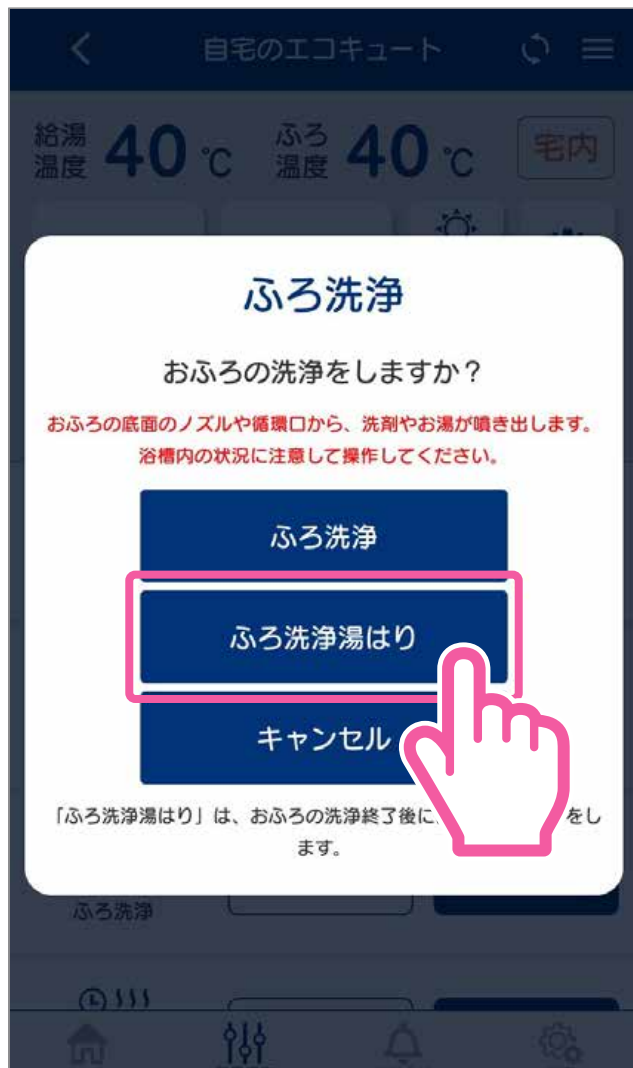 自宅のエコキュート
給湯温度 40 ℃ ふろ温度 40 ℃ 宅内
ふろ洗浄
おふろの洗浄をしますか？
おふろの底面のノズルや循環口から、洗剤やお湯が噴き出します。
浴槽内の状況に注意して操作してください。
ふろ洗浄
ふろ洗浄湯はり
キャンセル
「ふろ洗浄湯はり」は、おふろの洗浄終了後に をし
ます。
ふろ洗浄